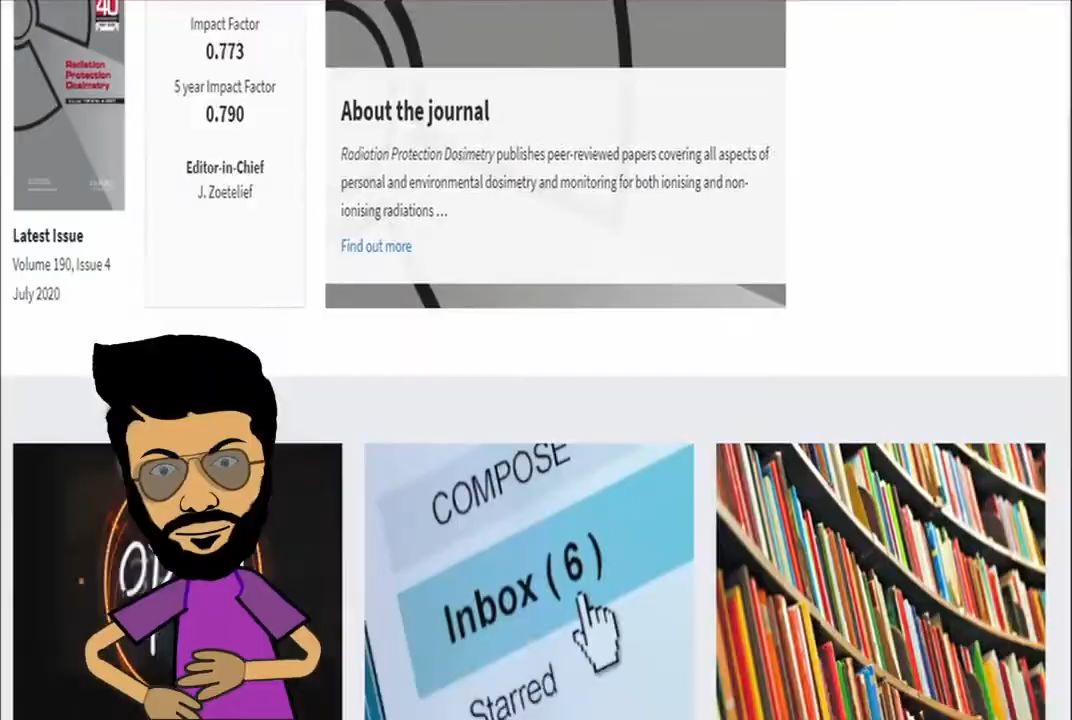 40
Radiation
Protection
Dosimetry
Impact Factor
0.773
5 year Impact Factor
0.790
Editor-in-Chief
J. Zoetelief
About the journal
Radiation Protection Dosimetry publishes peer-reviewed papers covering all aspects of
personal and environmental dosimetry and monitoring for both ionising and non-
ionising radiations ...
Find out more
Latest Issue
Volume 190, Issue 4
July 2020
COMPOSE
Inbox ( 6 )
Starred